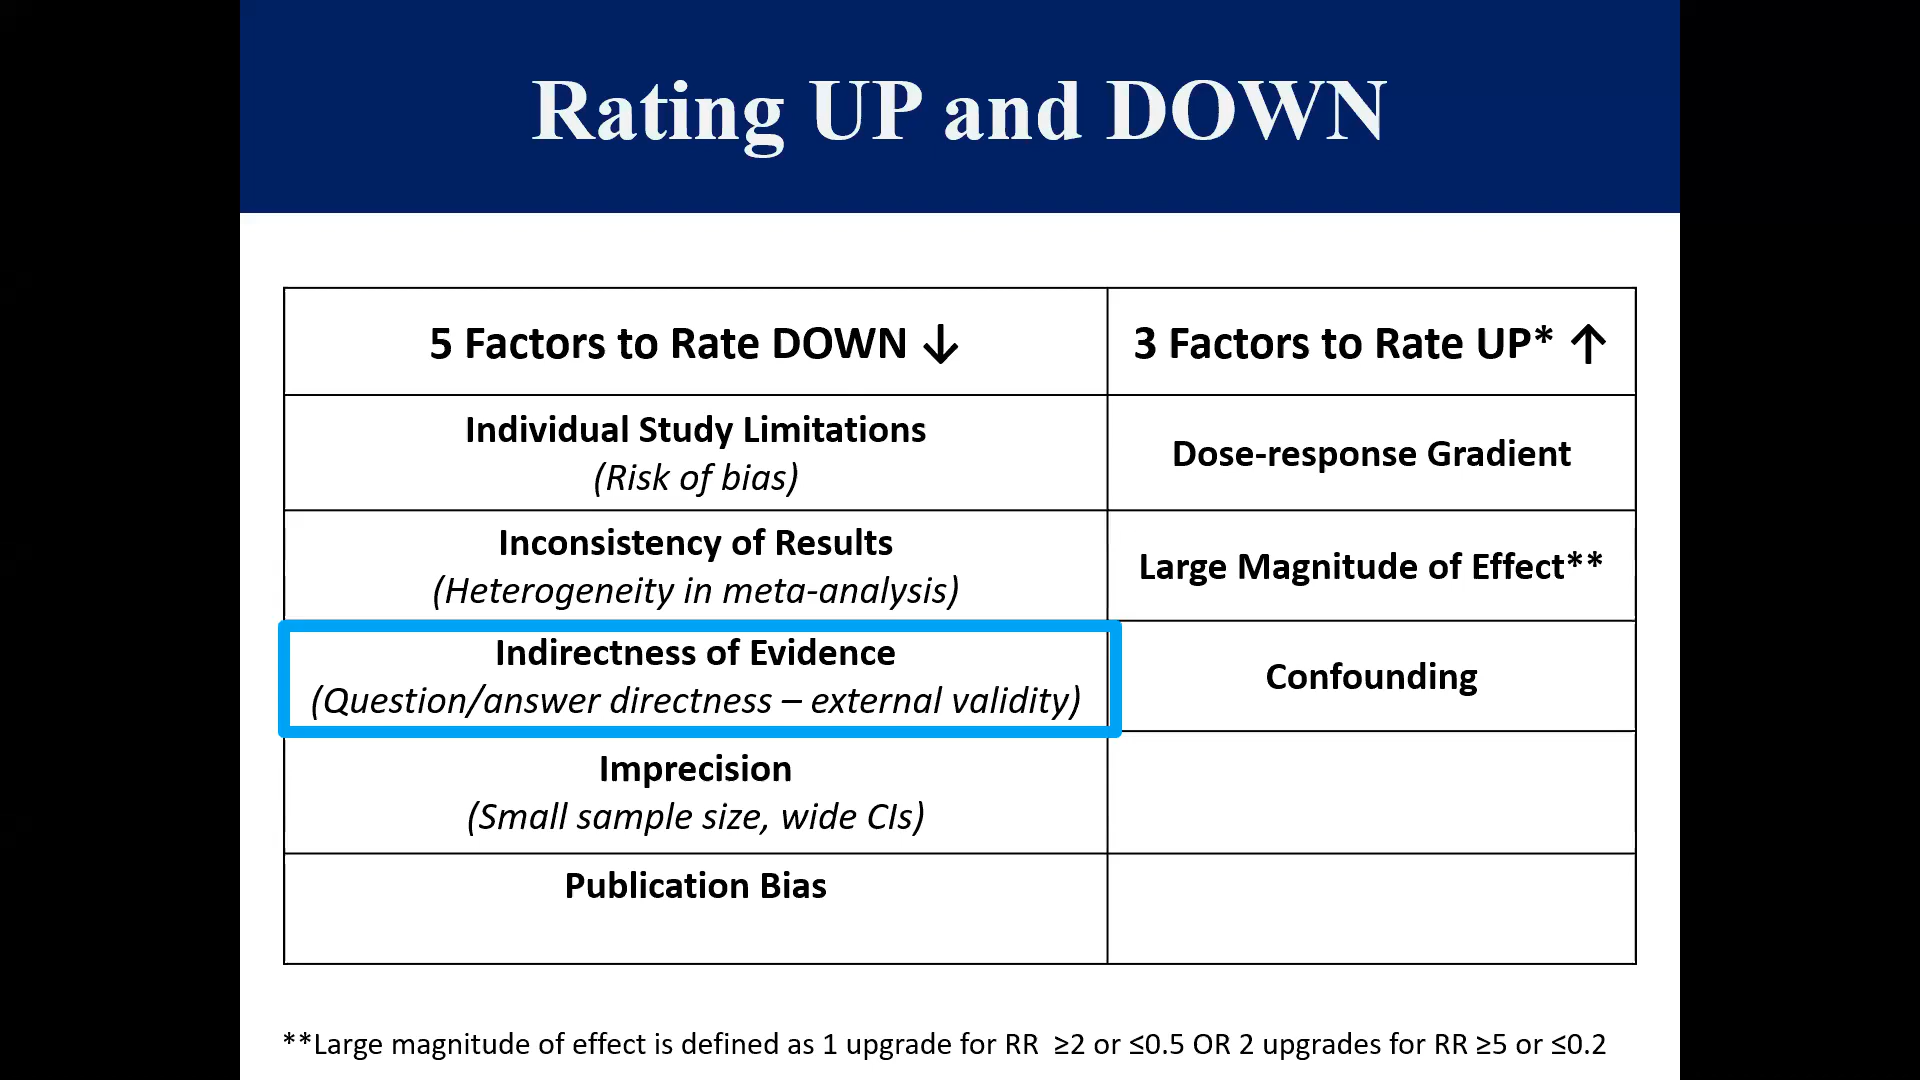 Rating UP and DOWN
5 Factors to Rate DOWN ↓
3 Factors to Rate UP* ↑
Individual Study Limitations
(Risk of bias)
Dose-response Gradient
Inconsistency of Results
(Heterogeneity in meta-analysis)
Large Magnitude of Effect**
Indirectness of Evidence
(Question/answer directness – external validity)
Confounding
Imprecision
(Small sample size, wide CIs)
Publication Bias
**Large magnitude of effect is defined as 1 upgrade for RR ≥2 or ≤0.5 OR 2 upgrades for RR ≥5 or ≤0.2